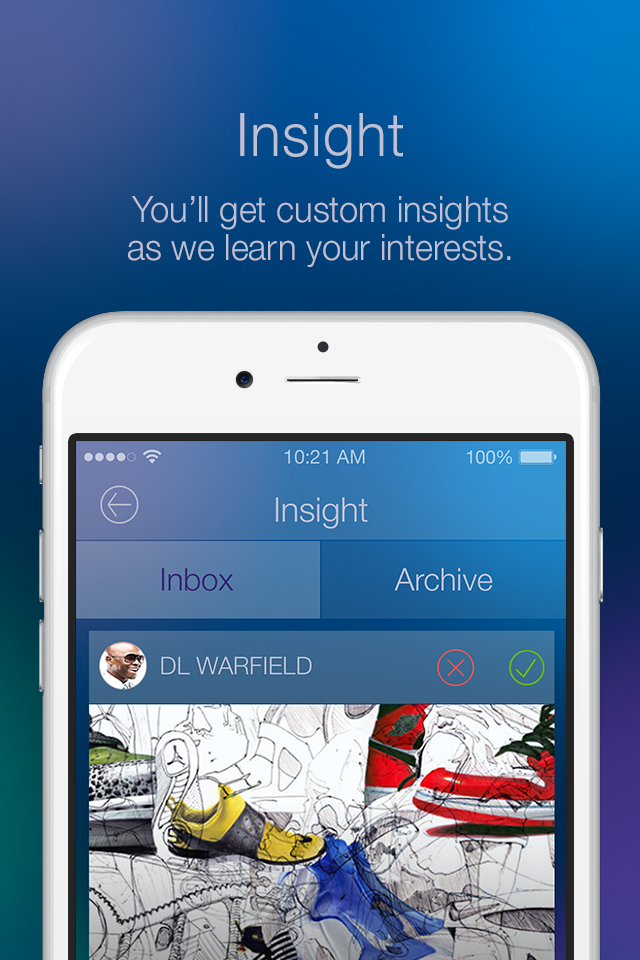 Insight
You'll get custom insights
as we learn your interests.
10:21 AM 100%
Insight
Inbox Archive
DL WARFIELD